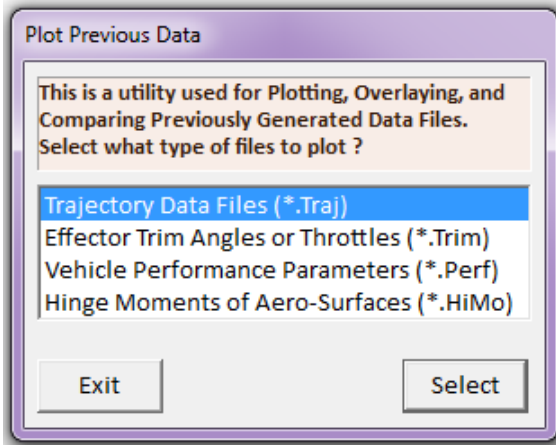 Plot Previous Data
This is a utility used for Plotting, Overlaying, and
Comparing Previously Generated Data Files.
Select what type of files to plot ?
Trajectory Data Files (*.Traj)
Effector Trim Angles or Throttles (*.Trim)
Vehicle Performance Parameters (*.Perf)
Hinge Moments of Aero-Surfaces (*.HiMo)
Exit
Select